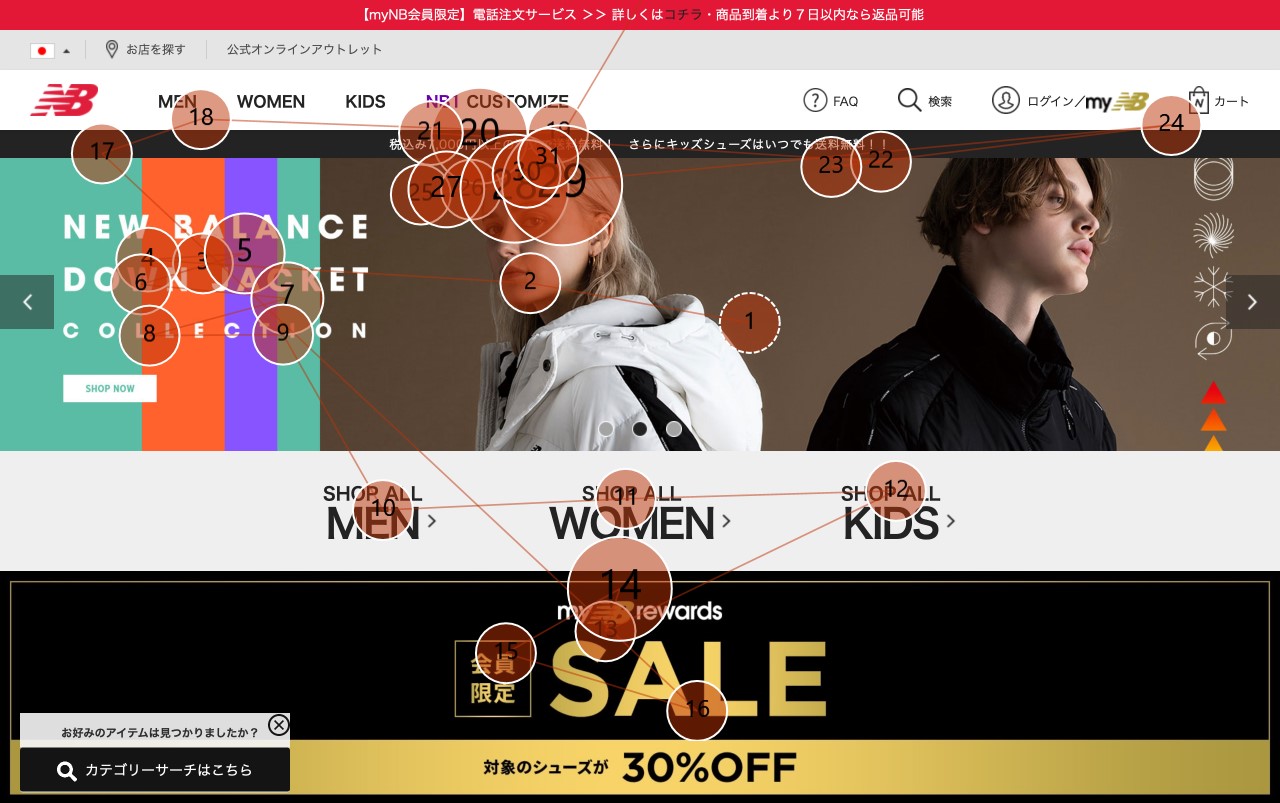 【myNB会員限定】電話注文サービス ＞＞ 詳しくはコチラ・商品到着より７日以内なら返品可能
お店を探す 公式オンラインアウトレット
NB MEN WOMEN KIDS NB1 CUSTOMIZE FAQ 検索 ログイン／my NB N カート
18 21 20 19 24
税込み7,000円以上 送料無料！ さらにキッズシューズはいつでも送料無料！！
17 31 30 29 28 27 26 25 23 22
NEW BALANCE
4 3 5
DOWN JACKET
6 7 2
COLLECTION
8 9 1
SHOP NOW
SHOP ALL SHOP ALL SHOP ALL
MEN WOMEN KIDS
10 11 12
14
my NB rewards
13
会員
限定
SALE
15 16
対象のシューズが 30%OFF
お好みのアイテムは見つかりましたか？
カテゴリーサーチはこちら